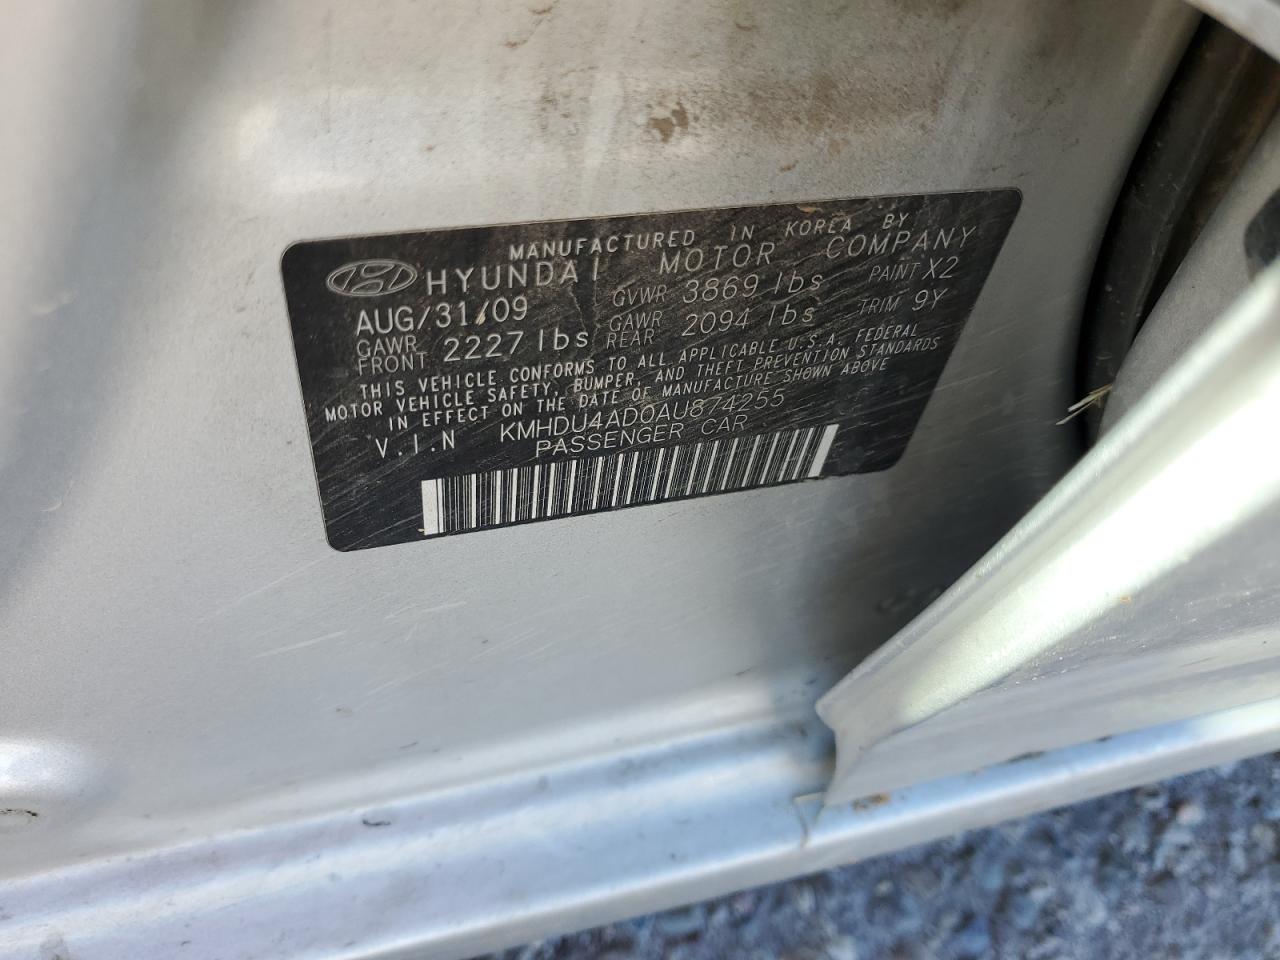 MANUFACTURED IN KOREA BY
HYUNDAI MOTOR COMPANY
AUG/31/09 GVWR 3869 lbs PAINT X2
GAWR FRONT 2227 lbs GAWR REAR 2094 lbs TRIM 9Y
THIS VEHICLE CONFORMS TO ALL APPLICABLE U.S.A. FEDERAL
MOTOR VEHICLE SAFETY, BUMPER, AND THEFT PREVENTION STANDARDS
IN EFFECT ON THE DATE OF MANUFACTURE SHOWN ABOVE
V.I.N KMHDU4AD0AU874255
PASSENGER CAR